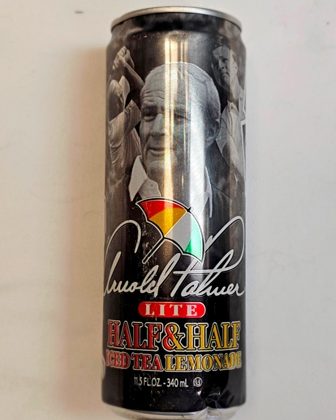 Arnold Palmer
LITE
HALF&HALF
ICED TEA LEMONADE
11.5 FL.OZ. - 340 mL